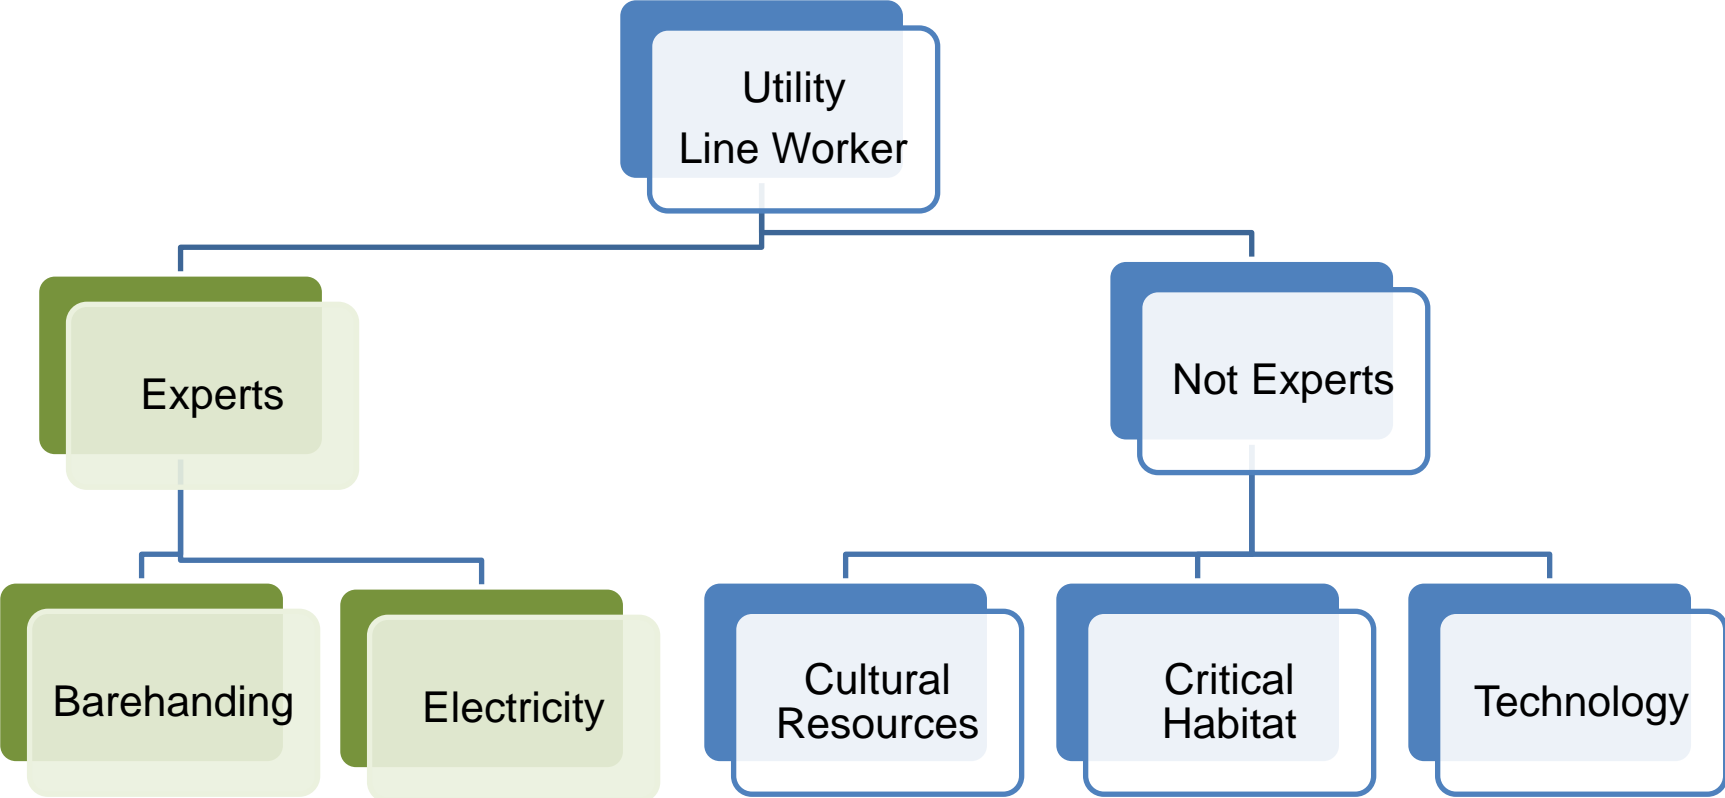 Utility
Line Worker
Experts
Not Experts
Barehanding
Electricity
Cultural
Resources
Critical
Habitat
Technology